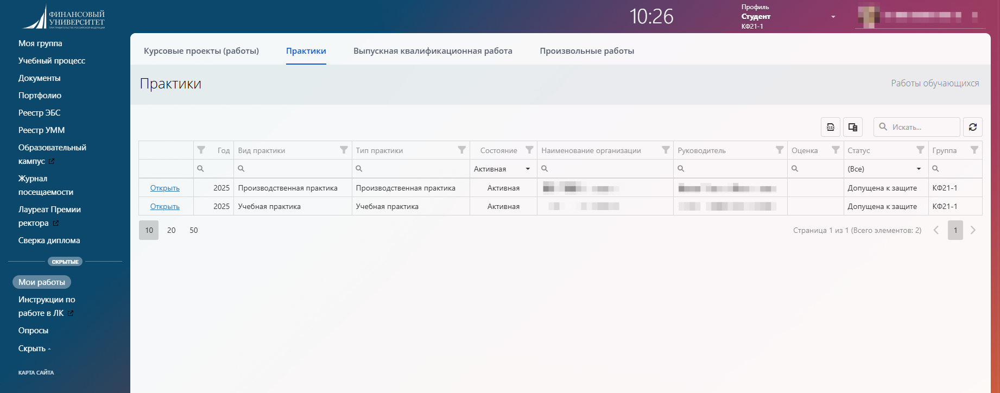 ФИНАНСОВЫЙ
УНИВЕРСИТЕТ
ПРИ ПРАВИТЕЛЬСТВЕ РОССИЙСКОЙ ФЕДЕРАЦИИ
10:26
Профиль
Студент
КФ21-1
Моя группа
Учебный процесс
Документы
Портфолио
Реестр ЭБС
Реестр УММ
Образовательный
кампус
Журнал
посещаемости
Лауреат Премии
ректора
Сверка диплома
СКРЫТЫЕ
Мои работы
Инструкции по
работе в ЛК
Опросы
Скрыть
КАРТА САЙТА
Курсовые проекты (работы) Практики Выпускная квалификационная работа Произвольные работы
Практики Работы обучающихся
xlsx Искать...
Год Вид практики Тип практики Состояние Наименование организации Руководитель Оценка Статус Группа
Активная (Все)
Открыть 2025 Производственная практика Производственная практика Активная Допущена к защите КФ21-1
Открыть 2025 Учебная практика Учебная практика Активная Допущена к защите КФ21-1
10 20 50 Страница 1 из 1 (Всего элементов: 2) 1